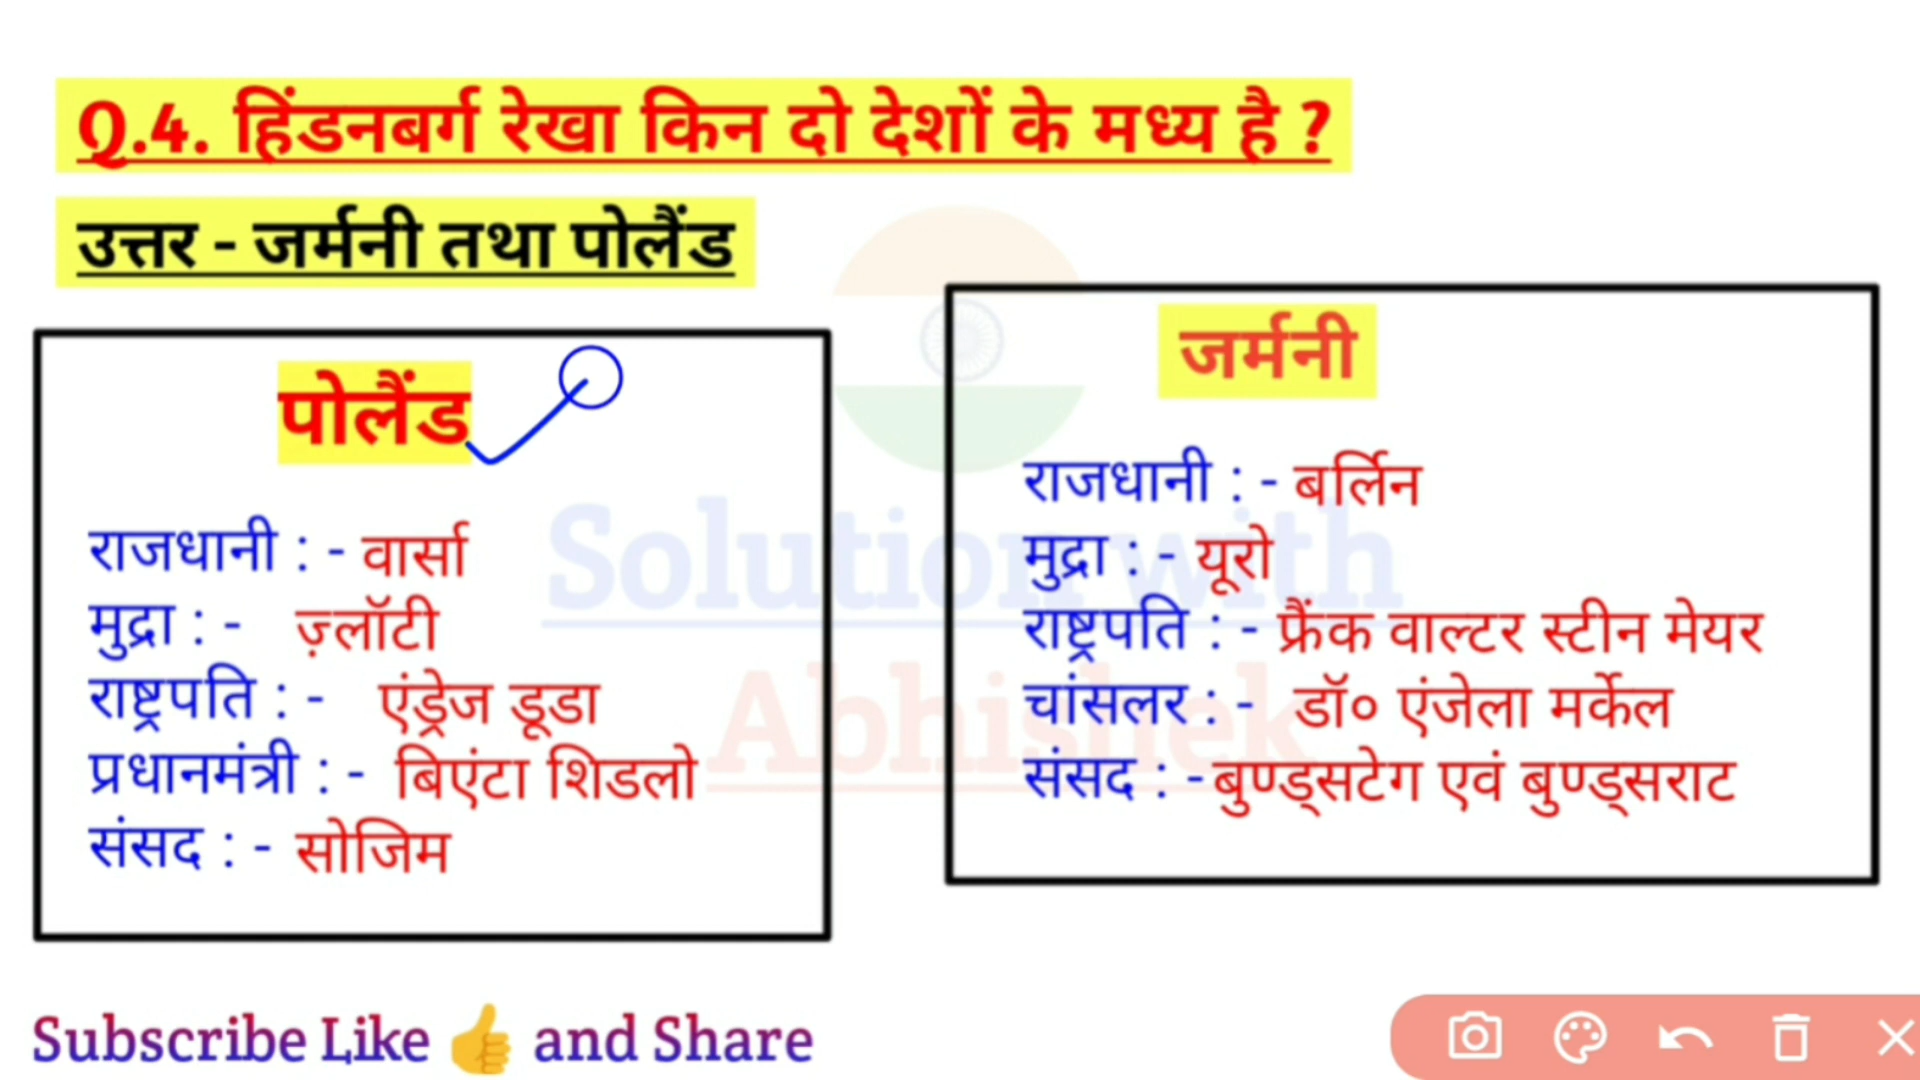 Q.4. हिंडनबर्ग रेखा किन दो देशों के मध्य है ?
उत्तर - जर्मनी तथा पोलैंड
पोलैंड
राजधानी : - वार्सा
मुद्रा : - ज़्लॉटी
राष्ट्रपति : - एंड्रेज डूडा
प्रधानमंत्री : - बिएंटा शिडलो
संसद : - सोजिम
जर्मनी
राजधानी : - बर्लिन
मुद्रा : - यूरो
राष्ट्रपति : - फ्रैंक वाल्टर स्टीन मेयर
चांसलर : - डॉ० एंजेला मर्केल
संसद : - बुण्ड्सटेग एवं बुण्ड्सराट
Solution with
Abhishek
Subscribe Like 👍 and Share